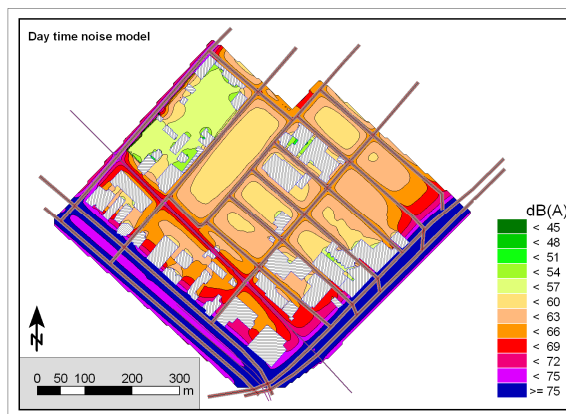 Day time noise model
dB(A)
< 45
< 48
< 51
< 54
< 57
< 60
< 63
< 66
< 69
< 72
< 75
>= 75
N
0 50 100 200 300
m